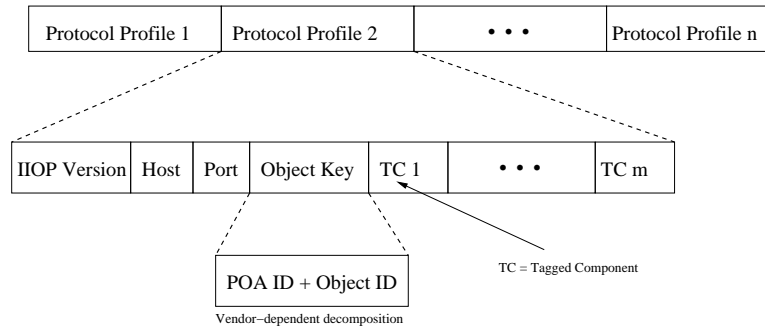 Protocol Profile 1 Protocol Profile 2 • • • Protocol Profile n
IIOP Version Host Port Object Key TC 1 • • • TC m
POA ID + Object ID
TC = Tagged Component
Vendor−dependent decomposition